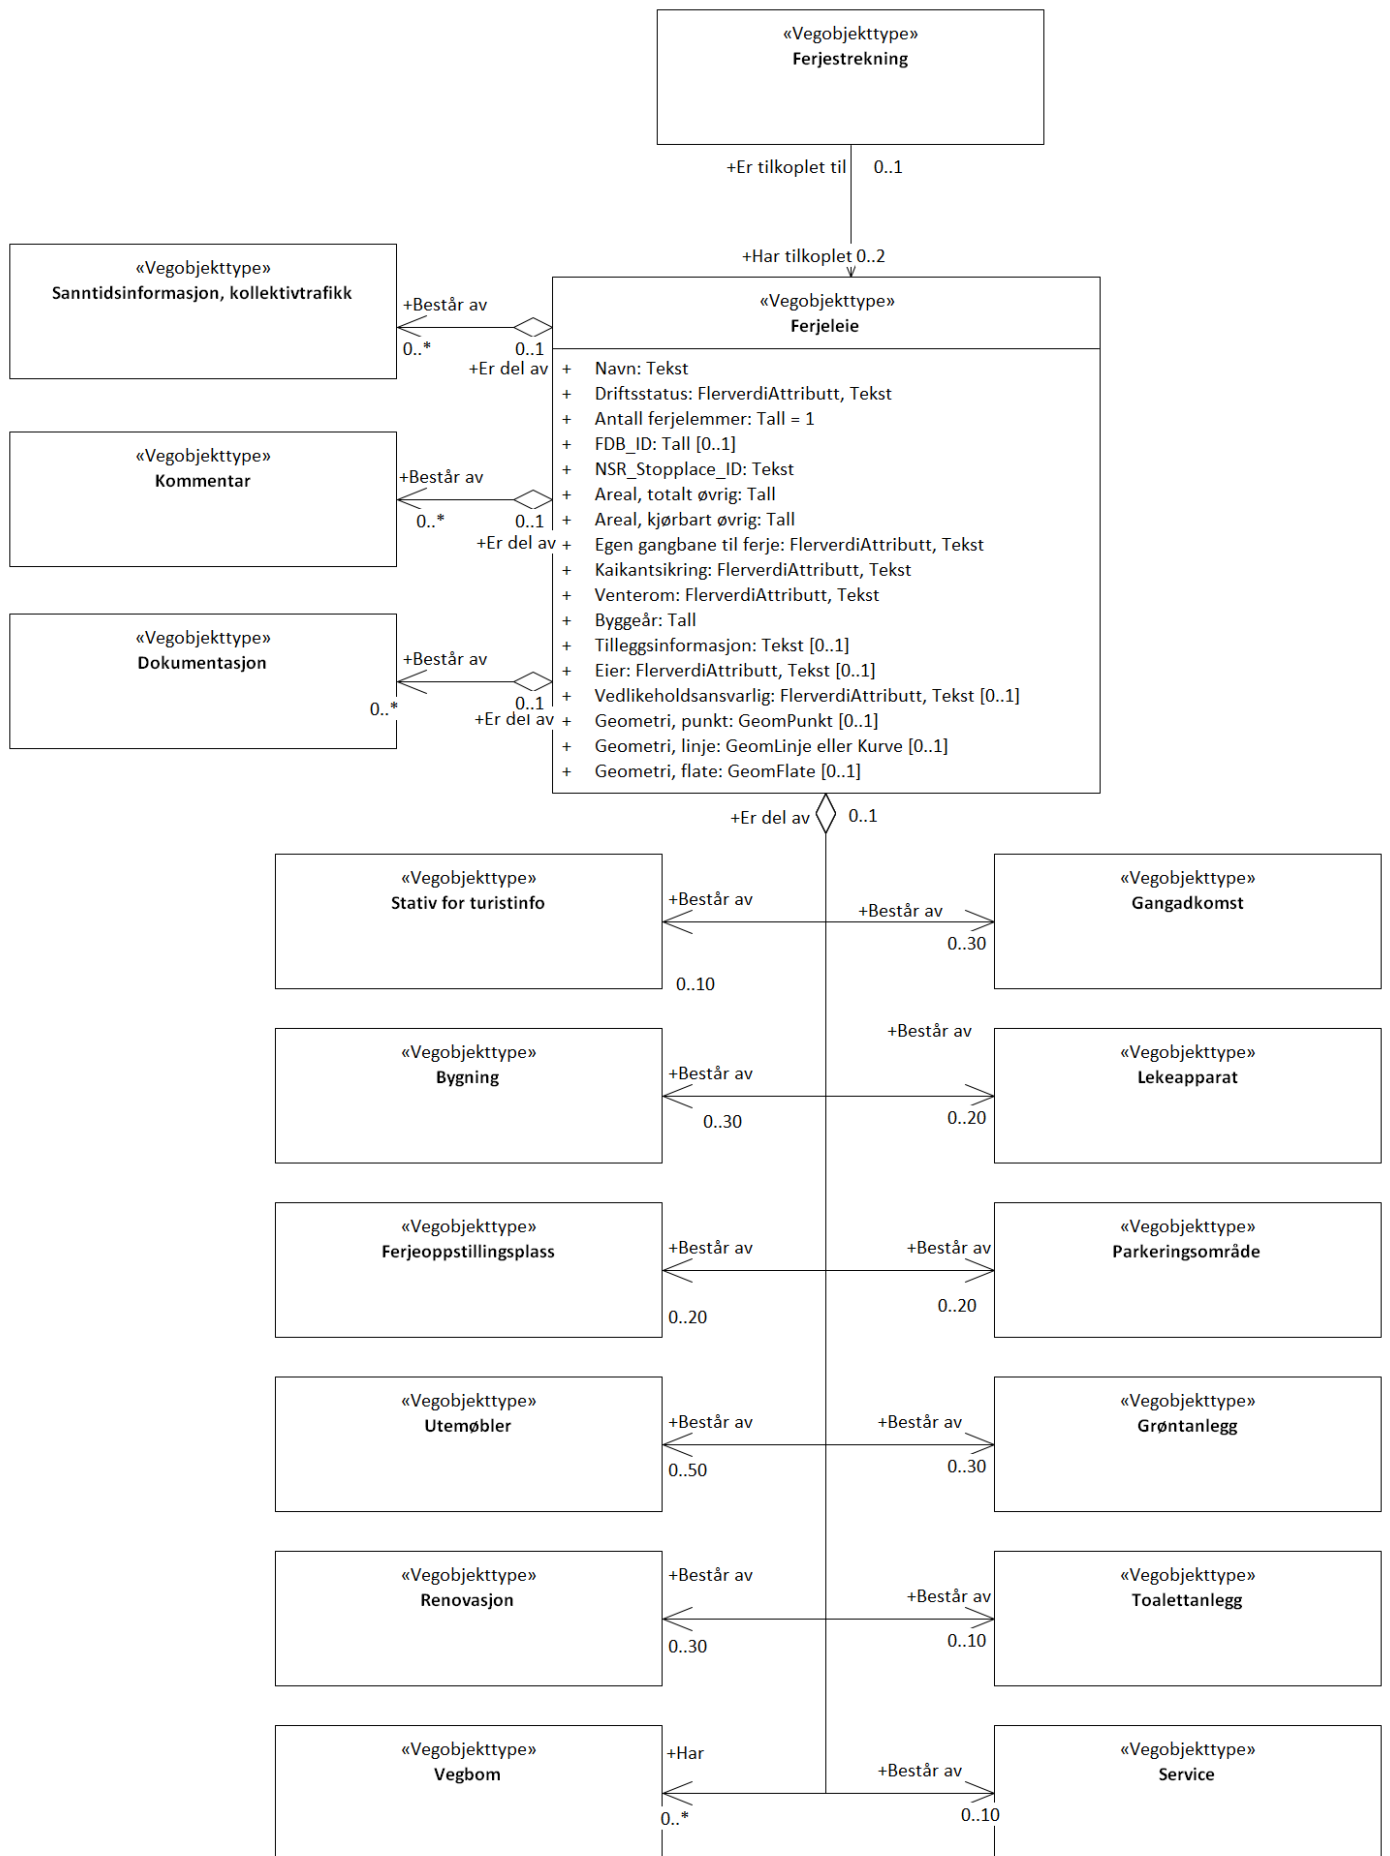 «Vegobjekttype»
Ferjestrekning
+Er tilkoplet til 0..1
+Har tilkoplet 0..2
«Vegobjekttype»
Sanntidsinformasjon, kollektivtrafikk
+Består av
0..* 0..1
+Er del av
«Vegobjekttype»
Kommentar
+Består av
0..* 0..1
+Er del av
«Vegobjekttype»
Dokumentasjon
+Består av
0..* 0..1
+Er del av
«Vegobjekttype»
Ferjeleie
+ Navn: Tekst
+ Driftsstatus: FlerverdiAttributt, Tekst
+ Antall ferjelemmer: Tall = 1
+ FDB_ID: Tall [0..1]
+ NSR_Stopplace_ID: Tekst
+ Areal, totalt øvrig: Tall
+ Areal, kjørbart øvrig: Tall
+ Egen gangbane til ferje: FlerverdiAttributt, Tekst
+ Kaikantsikring: FlerverdiAttributt, Tekst
+ Venterom: FlerverdiAttributt, Tekst
+ Byggeår: Tall
+ Tilleggsinformasjon: Tekst [0..1]
+ Eier: FlerverdiAttributt, Tekst [0..1]
+ Vedlikeholdsansvarlig: FlerverdiAttributt, Tekst [0..1]
+ Geometri, punkt: GeomPunkt [0..1]
+ Geometri, linje: GeomLinje eller Kurve [0..1]
+ Geometri, flate: GeomFlate [0..1]
+Er del av 0..1
«Vegobjekttype»
Stativ for turistinfo
+Består av
0..10
«Vegobjekttype»
Gangadkomst
+Består av
0..30
«Vegobjekttype»
Bygning
+Består av
0..30
«Vegobjekttype»
Lekeapparat
+Består av
0..20
«Vegobjekttype»
Ferjeoppstillingsplass
+Består av
0..20
«Vegobjekttype»
Parkeringsområde
+Består av
0..20
«Vegobjekttype»
Utemøbler
+Består av
0..50
«Vegobjekttype»
Grøntanlegg
+Består av
0..30
«Vegobjekttype»
Renovasjon
+Består av
0..30
«Vegobjekttype»
Toalettanlegg
+Består av
0..10
«Vegobjekttype»
Vegbom
+Har
0..*
«Vegobjekttype»
Service
+Består av
0..10